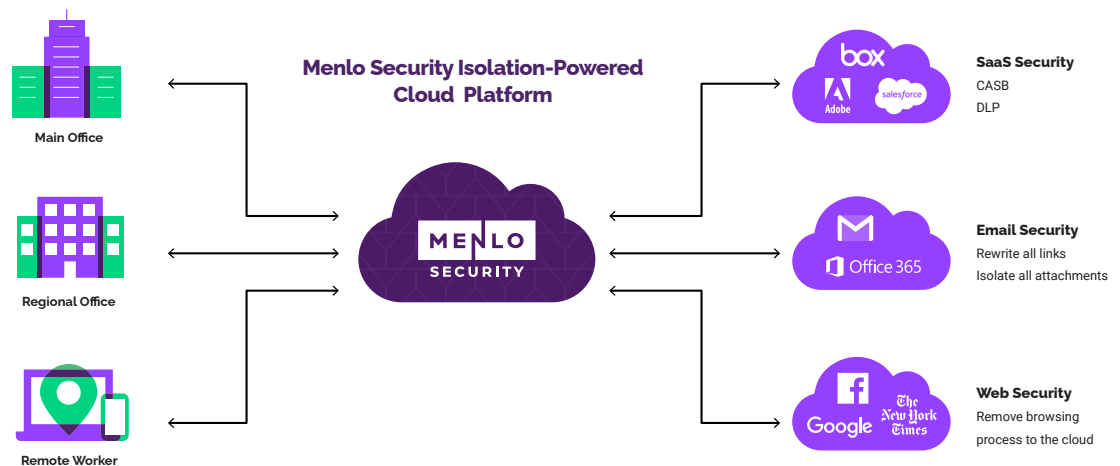 Menlo Security Isolation-Powered
Cloud Platform
Main Office
Regional Office
Remote Worker
MENLO
SECURITY
box
Adobe
salesforce
SaaS Security
CASB
DLP
Office 365
Email Security
Rewrite all links
Isolate all attachments
f
Google
The
New York
Times
Web Security
Remove browsing
process to the cloud